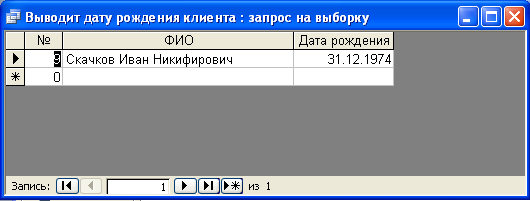 Выводит дату рождения клиента : запрос на выборку
№ ФИО Дата рождения
9 Скачков Иван Никифирович 31.12.1974
0
Запись: 1 из 1